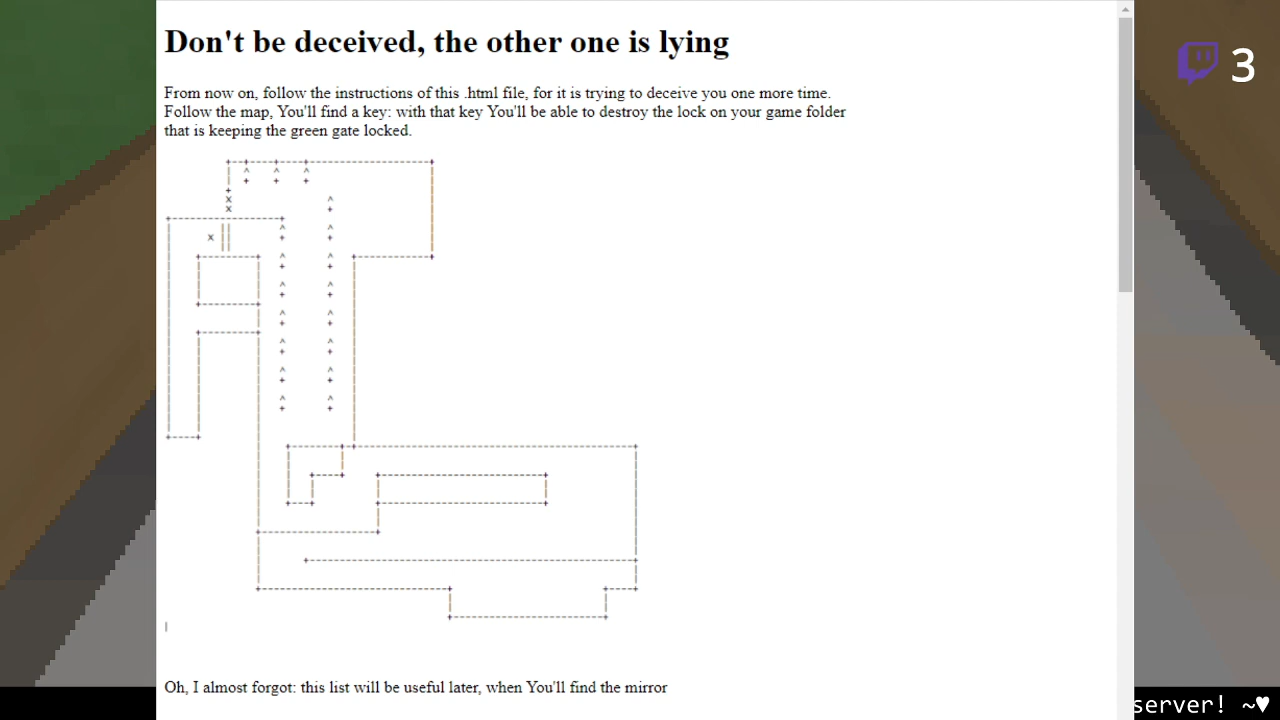 Don't be deceived, the other one is lying
3
From now on, follow the instructions of this .html file, for it is trying to deceive you one more time.
Follow the map, You'll find a key: with that key You'll be able to destroy the lock on your game folder
that is keeping the green gate locked.
Oh, I almost forgot: this list will be useful later, when You'll find the mirror
server! ~♥